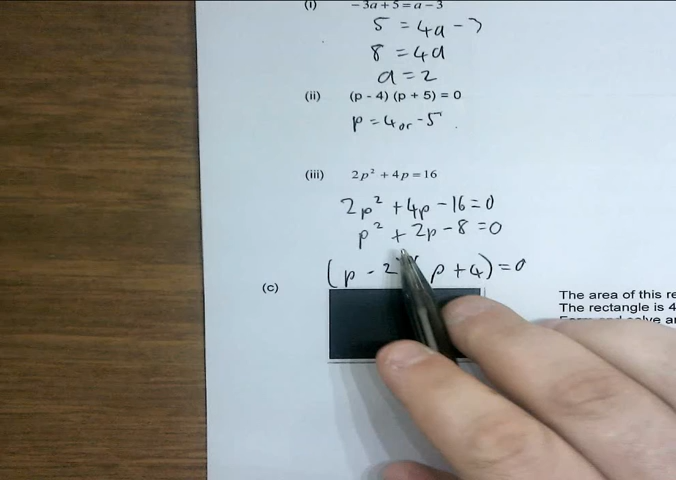 (i) -3a + 5 = a - 3
5 = 4a - 3
8 = 4a
a = 2
(ii) (p - 4) (p + 5) = 0
p = 4 or -5
(iii) 2p² + 4p = 16
2p² + 4p - 16 = 0
p² + 2p - 8 = 0
(p - 2)(p + 4) = 0
(c)
The area of this
The rectangle is 4